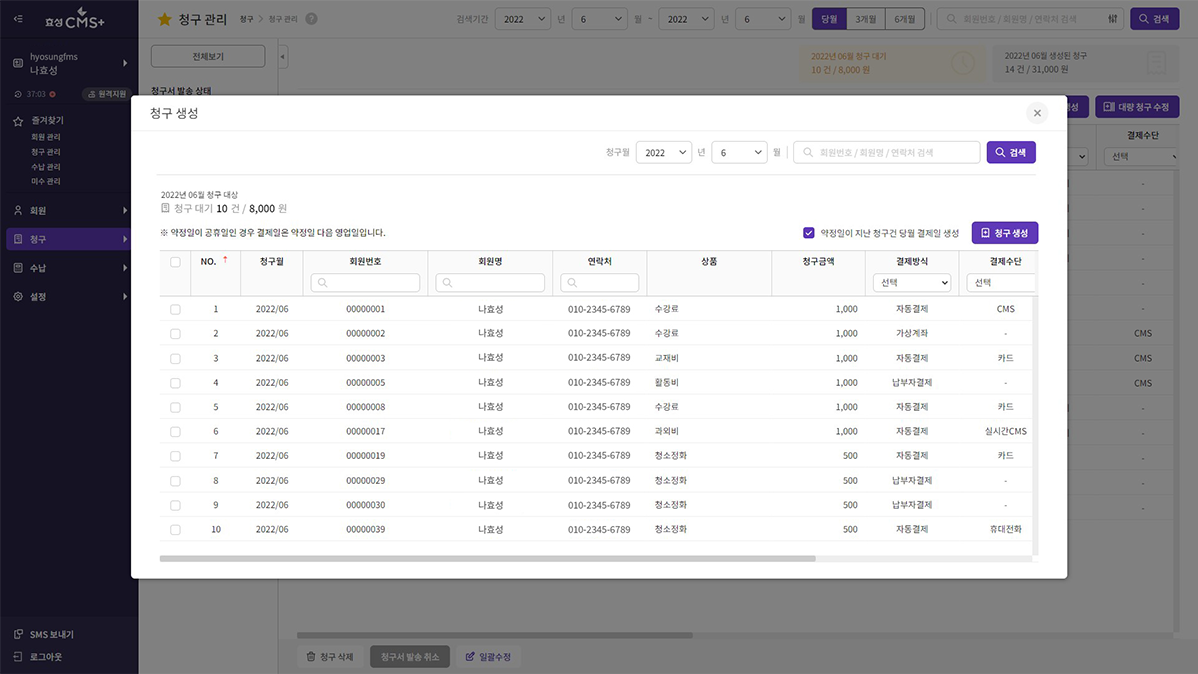 효성 CMS+
hyosungfms
나효성
37:03
원격지원
즐겨찾기
회원 관리
청구 관리
수납 관리
미수 관리
회원
청구
수납
설정
SMS 보내기
로그아웃
청구 관리 청구 > 청구 관리 ?
검색기간 2022 년 6 월 ~ 2022 년 6 월 당월 3개월 6개월 회원번호 / 회원명 / 연락처 검색 검색
전체보기
청구서 발송 상태
2022년 06월 청구 대기
10 건 / 8,000 원
2022년 06월 생성된 청구
14 건 / 31,000 원
대량 청구 수정
결제수단
선택
-
-
-
-
-
-
CMS
CMS
CMS
-
-
-
-
-
청구 생성
청구월 2022 년 6 월 회원번호 / 회원명 / 연락처 검색 검색
2022년 06월 청구 대상
청구 대기 10 건 / 8,000 원
※ 약정일이 공휴일인 경우 결제일은 약정일 다음 영업일입니다.
약정일이 지난 청구건 당월 결제일 생성 청구 생성
NO. ↑ 청구월 회원번호 회원명 연락처 상품 청구금액 결제방식 결제수단
선택 선택
1 2022/06 00000001 나효성 010-2345-6789 수강료 1,000 자동결제 CMS
2 2022/06 00000002 나효성 010-2345-6789 수강료 1,000 가상계좌 -
3 2022/06 00000003 나효성 010-2345-6789 교재비 1,000 자동결제 카드
4 2022/06 00000005 나효성 010-2345-6789 활동비 1,000 납부자결제 -
5 2022/06 00000008 나효성 010-2345-6789 수강료 1,000 자동결제 카드
6 2022/06 00000017 나효성 010-2345-6789 과외비 1,000 자동결제 실시간CMS
7 2022/06 00000019 나효성 010-2345-6789 청소정화 500 자동결제 카드
8 2022/06 00000029 나효성 010-2345-6789 청소정화 500 납부자결제 -
9 2022/06 00000030 나효성 010-2345-6789 청소정화 500 납부자결제 -
10 2022/06 00000039 나효성 010-2345-6789 청소정화 500 자동결제 휴대전화
청구 삭제 청구서 발송 취소 일괄수정